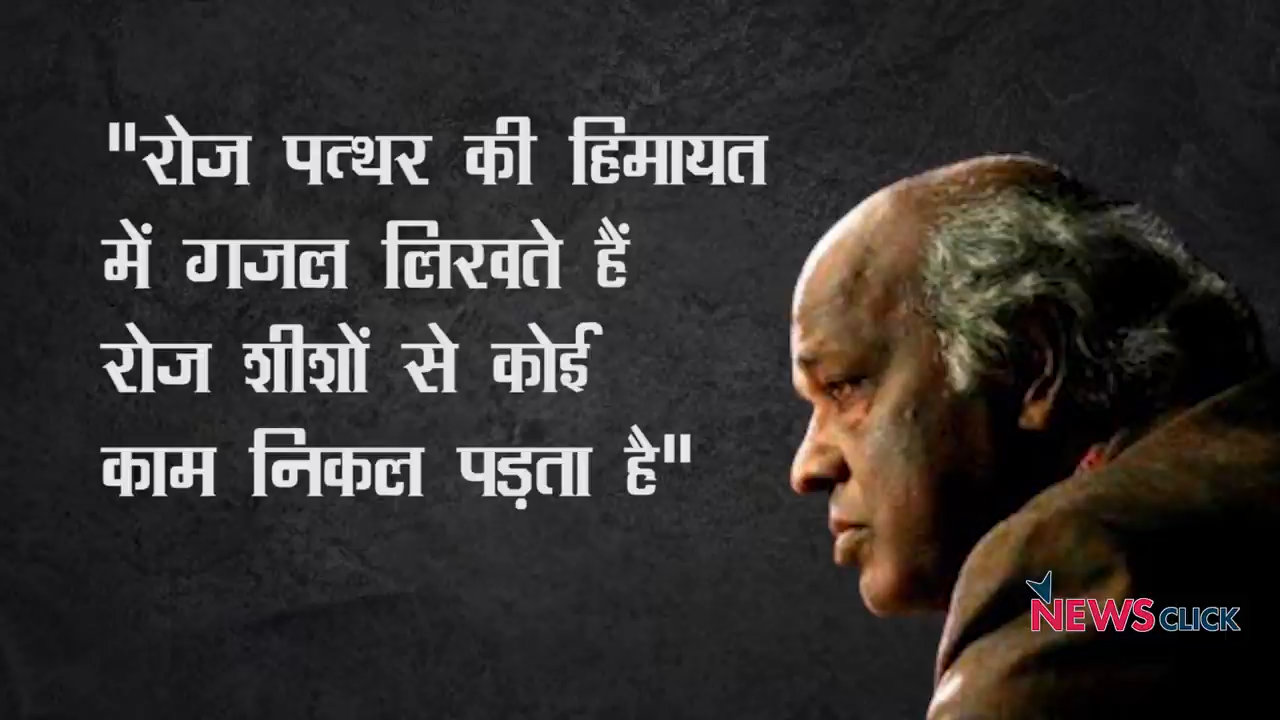 "रोज पत्थर की हिमायत
में गजल लिखते हैं
रोज शीशों से कोई
काम निकल पड़ता है"
NEWSCLICK